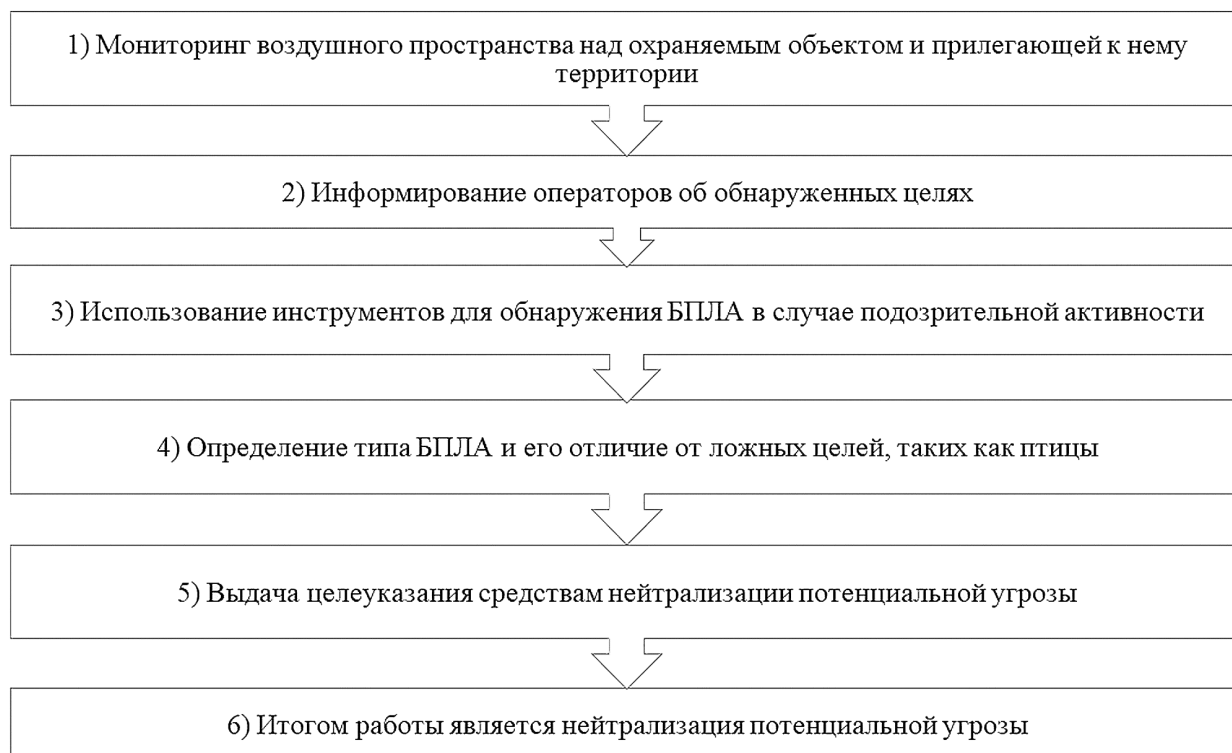 1) Мониторинг воздушного пространства над охраняемым объектом и прилегающей к нему
территории
2) Информирование операторов об обнаруженных целях
3) Использование инструментов для обнаружения БПЛА в случае подозрительной активности
4) Определение типа БПЛА и его отличие от ложных целей, таких как птицы
5) Выдача целеуказания средствам нейтрализации потенциальной угрозы
6) Итогом работы является нейтрализация потенциальной угрозы